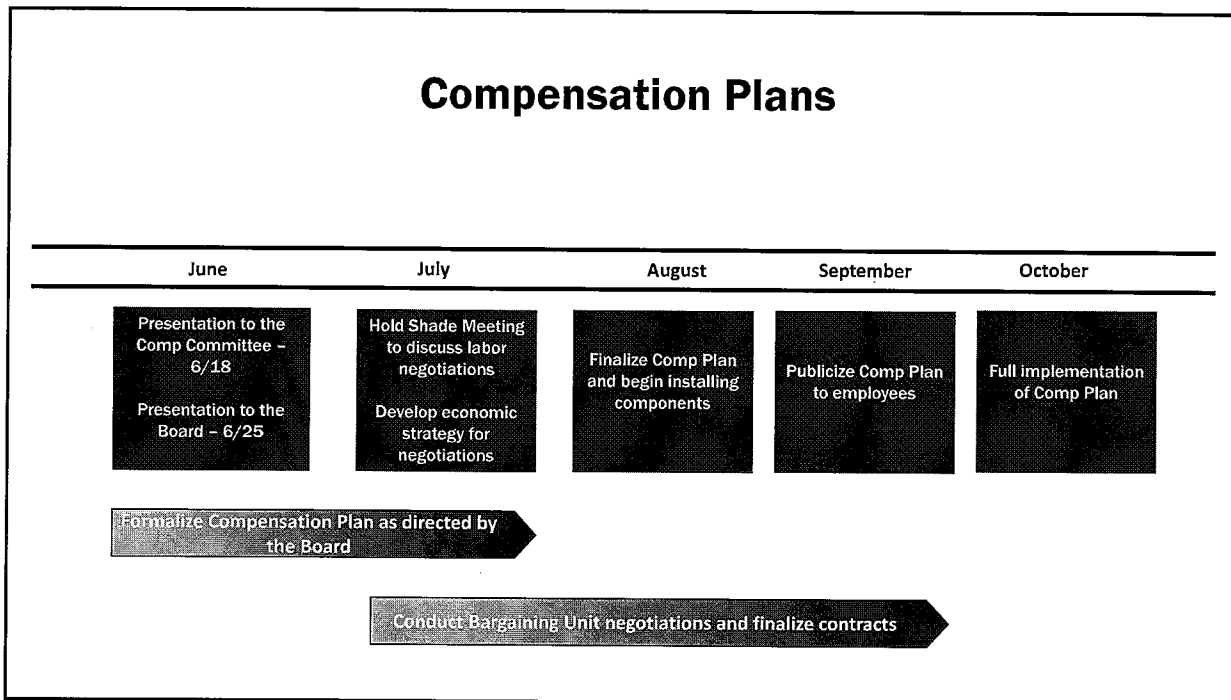 Compensation Plans
June July August September October
Presentation to the
Comp Committee –
6/18
Presentation to the
Board – 6/25
Hold Shade Meeting
to discuss labor
negotiations
Develop economic
strategy for
negotiations
Finalize Comp Plan
and begin installing
components
Publicize Comp Plan
to employees
Full implementation
of Comp Plan
Formalize Compensation Plan as directed by
the Board
Conduct Bargaining Unit negotiations and finalize contracts